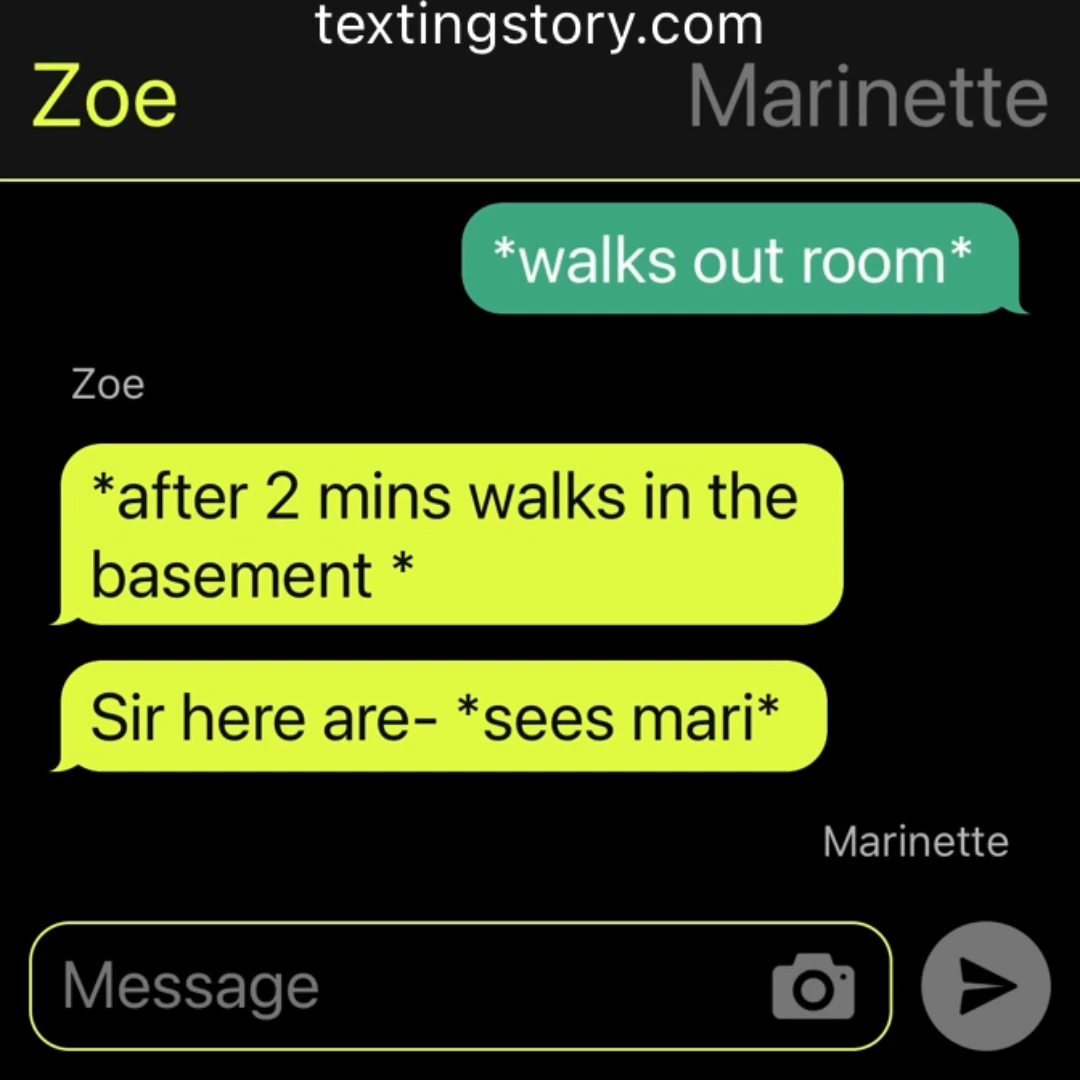 textingstory.com
Zoe
Marinette
*walks out room*
Zoe
*after 2 mins walks in the
basement *
Sir here are- *sees mari*
Marinette
Message